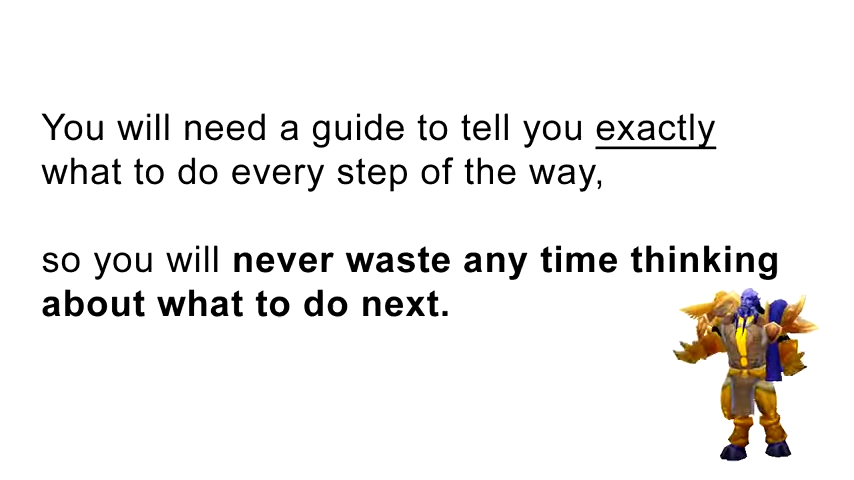 You will need a guide to tell you exactly
what to do every step of the way,
so you will never waste any time thinking
about what to do next.